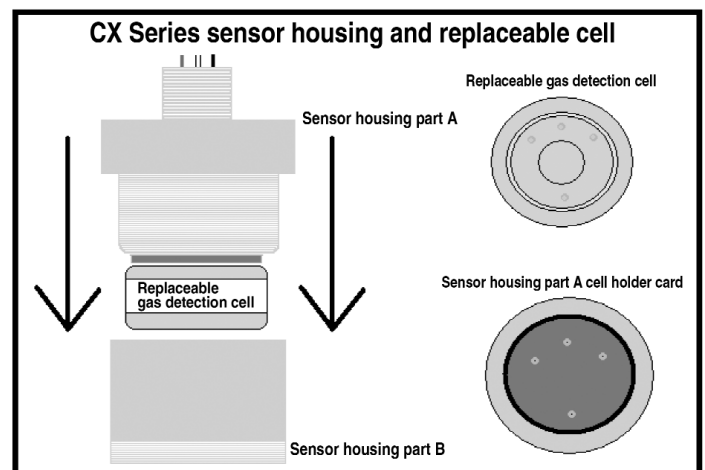 CX Series sensor housing and replaceable cell
Sensor housing part A
Replaceable gas detection cell
Replaceable
gas detection cell
Sensor housing part A cell holder card
Sensor housing part B